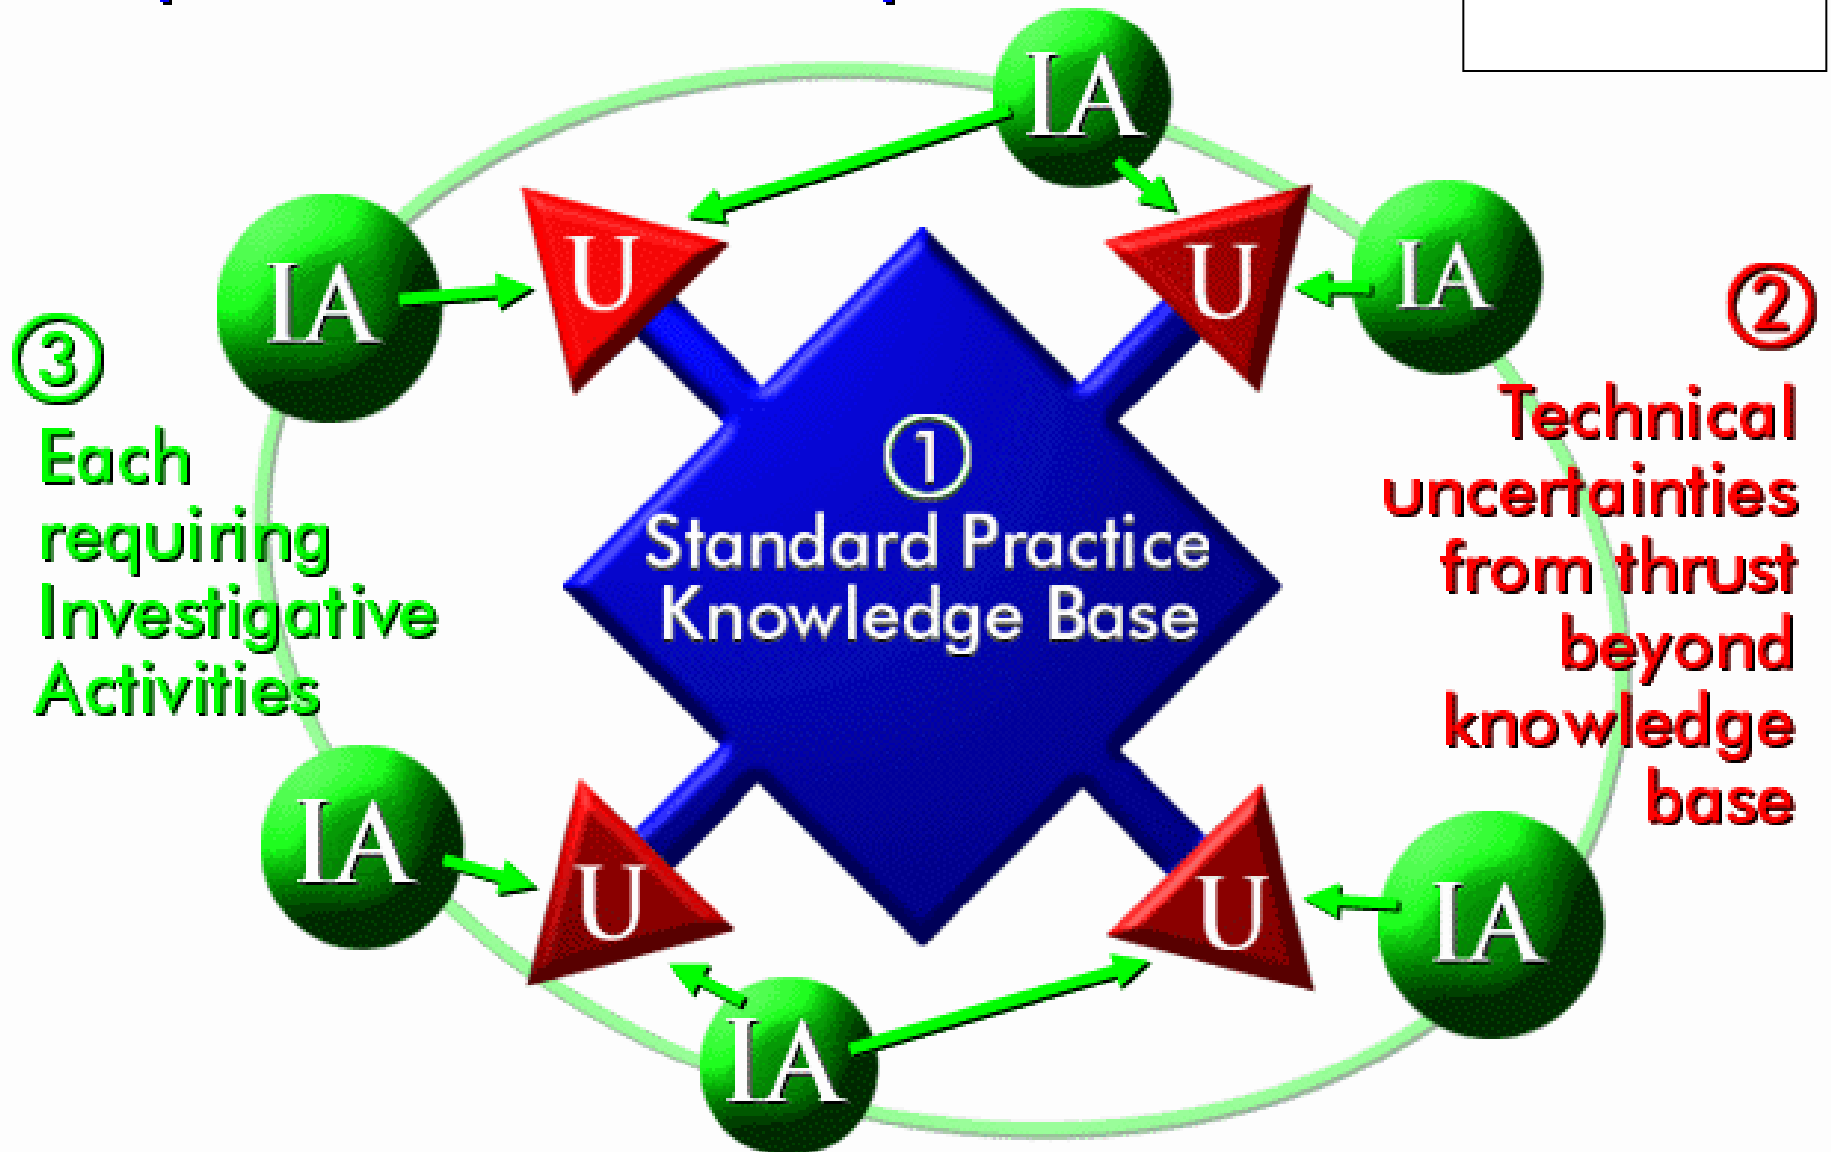 IA
IA
U
U
IA
②
③
Technical
uncertainties
from thrust
beyond
knowledge
base
Each
requiring
Investigative
Activities
①
Standard Practice
Knowledge Base
IA
U
U
IA
IA